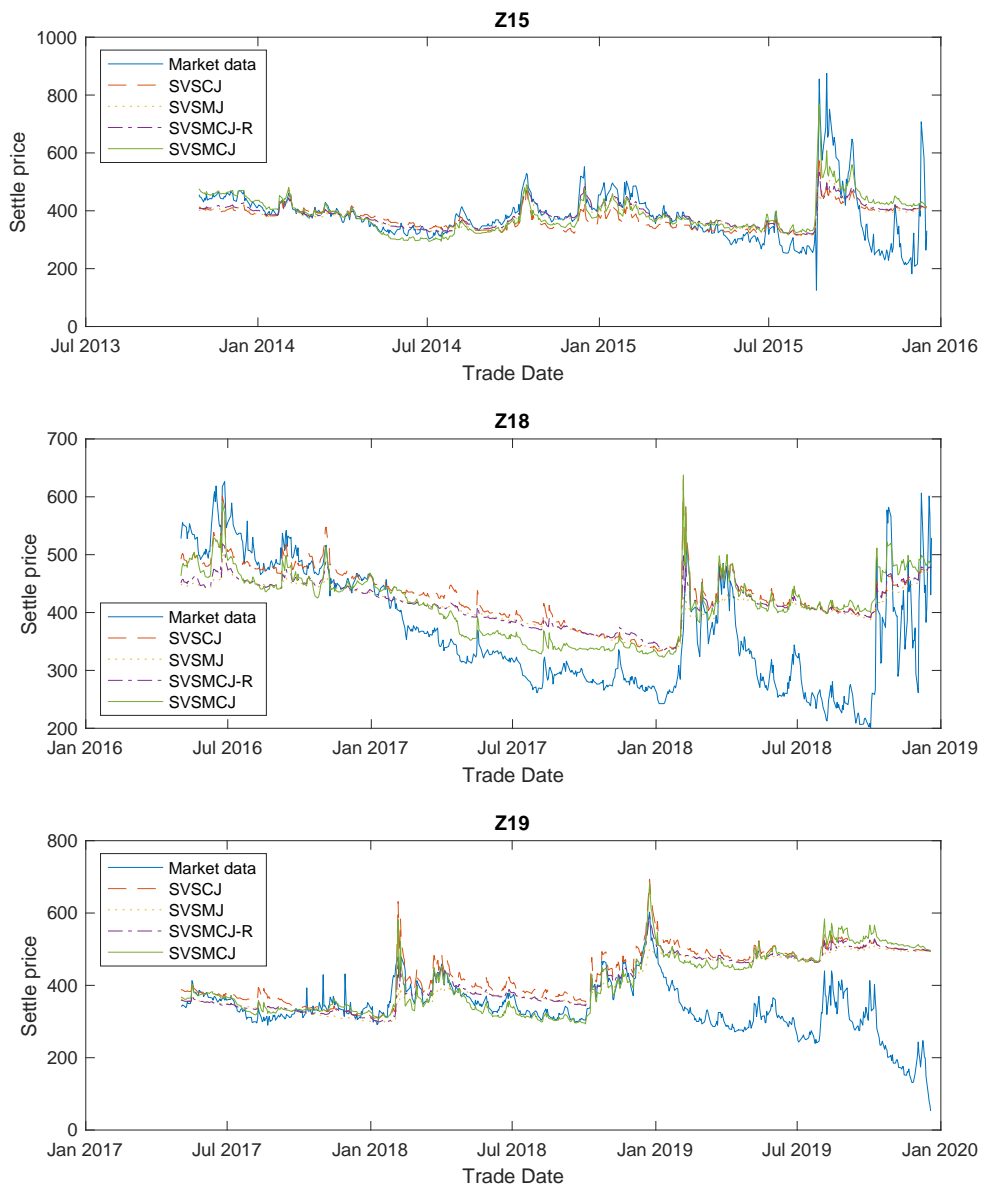 Z15
1000
800
600
400
200
0
Settle price
Market data
SVSCJ
SVSMJ
SVSMCJ-R
SVSMCJ
Jul 2013
Jan 2014
Jul 2014
Jan 2015
Jul 2015
Jan 2016
Trade Date
Z18
700
600
500
400
300
200
Settle price
Market data
SVSCJ
SVSMJ
SVSMCJ-R
SVSMCJ
Jan 2016
Jul 2016
Jan 2017
Jul 2017
Jan 2018
Jul 2018
Jan 2019
Trade Date
Z19
800
600
400
200
0
Settle price
Market data
SVSCJ
SVSMJ
SVSMCJ-R
SVSMCJ
Jan 2017
Jul 2017
Jan 2018
Jul 2018
Jan 2019
Jul 2019
Jan 2020
Trade Date